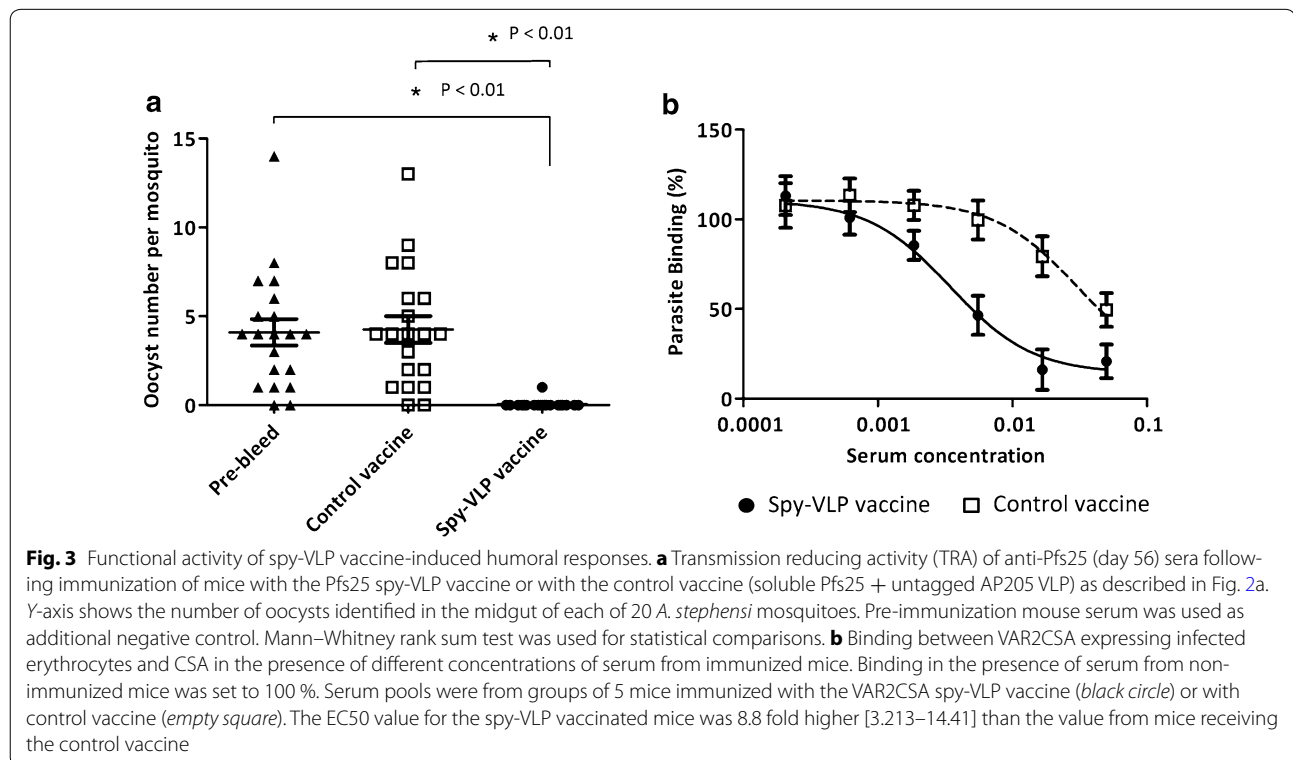 * P < 0.01
* P < 0.01
a
Oocyst number per mosquito
15
10
5
0
Pre-bleed
Control vaccine
Spy-VLP vaccine
b
Parasite Binding (%)
150
100
50
0
0.0001 0.001 0.01 0.1
Serum concentration
Spy-VLP vaccine Control vaccine
Fig. 3 Functional activity of spy-VLP vaccine-induced humoral responses. a Transmission reducing activity (TRA) of anti-Pfs25 (day 56) sera follow-
ing immunization of mice with the Pfs25 spy-VLP vaccine or with the control vaccine (soluble Pfs25 + untagged AP205 VLP) as described in Fig. 2a.
Y-axis shows the number of oocysts identified in the midgut of each of 20 A. stephensi mosquitoes. Pre-immunization mouse serum was used as
additional negative control. Mann–Whitney rank sum test was used for statistical comparisons. b Binding between VAR2CSA expressing infected
erythrocytes and CSA in the presence of different concentrations of serum from immunized mice. Binding in the presence of serum from non-
immunized mice was set to 100 %. Serum pools were from groups of 5 mice immunized with the VAR2CSA spy-VLP vaccine (black circle) or with
control vaccine (empty square). The EC50 value for the spy-VLP vaccinated mice was 8.8 fold higher [3.213–14.41] than the value from mice receiving
the control vaccine